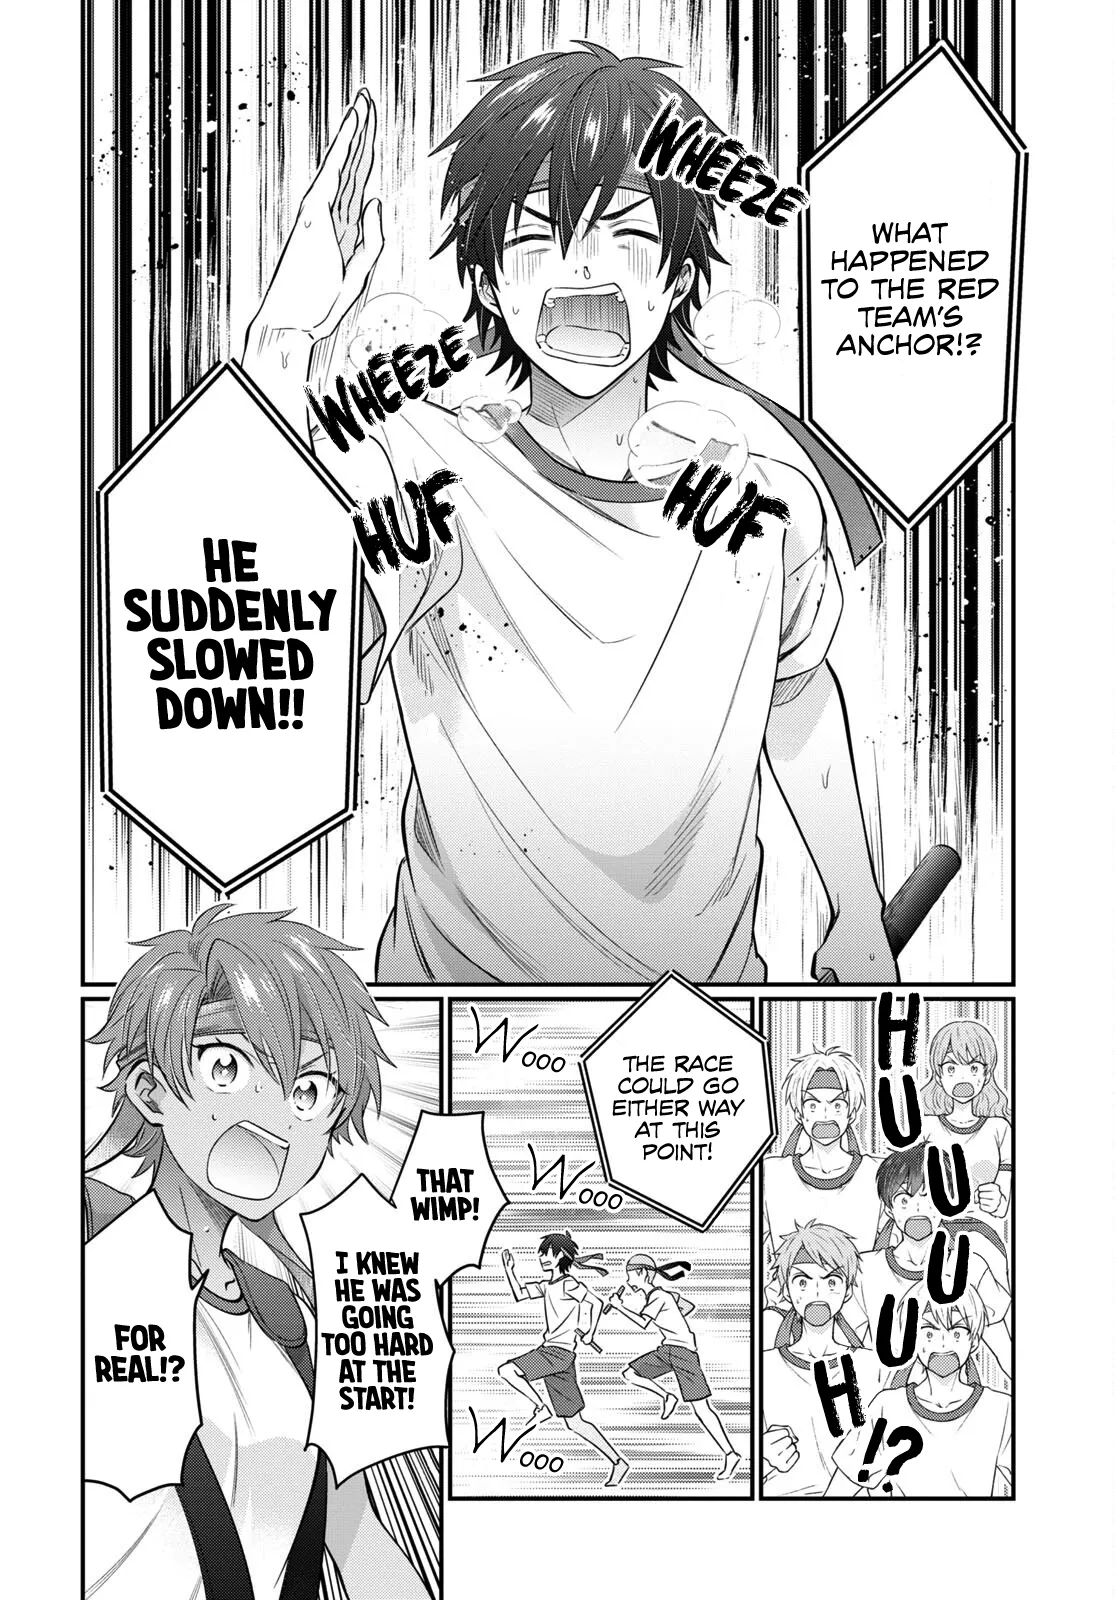 WHAT
HAPPENED
TO THE RED
TEAM'S
ANCHOR!?
WHEEZE
WHEEZE
HUF
HUF
HE
SUDDENLY
SLOWED
DOWN!!
HUUUUUH!?
THE RACE
COULD GO
EITHER WAY
AT THIS
POINT!
WOOO
WOOO
WOOO
THAT
WIMP!
I KNEW
HE WAS
GOING
TOO HARD
AT THE
START!
FOR
REAL!?